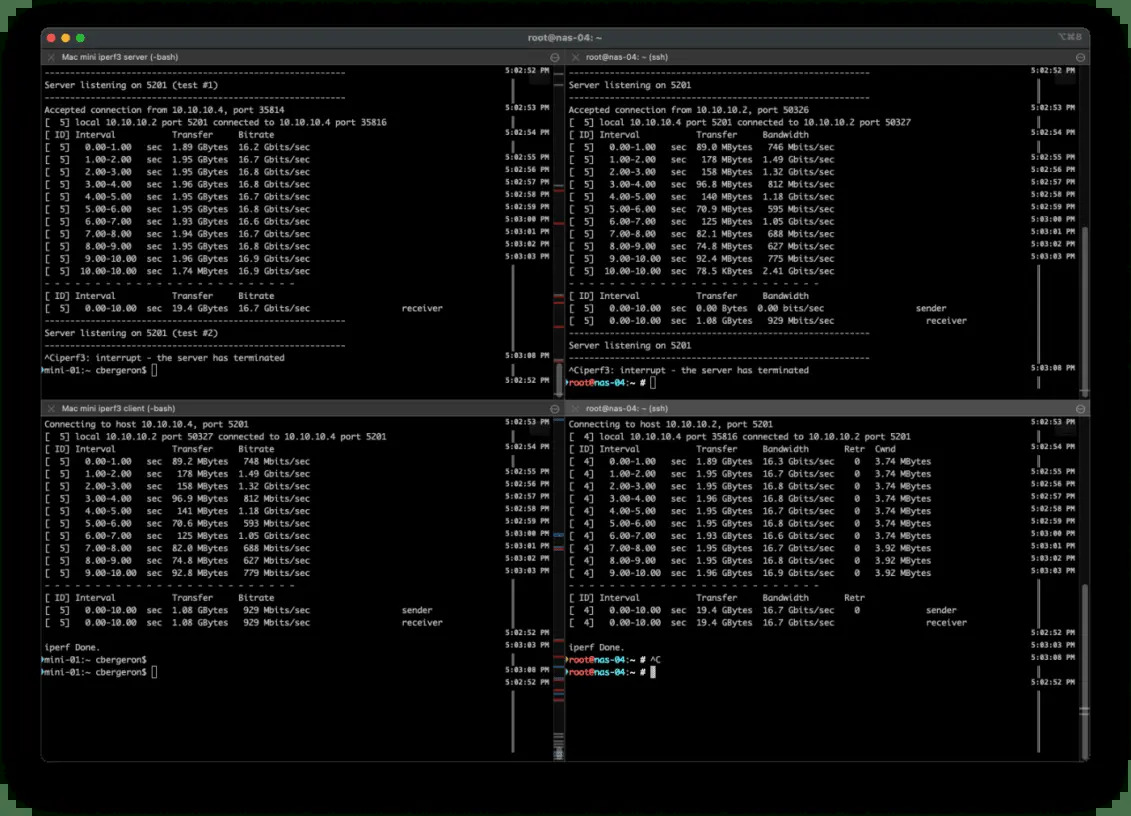 root@nas-04: ~
⌥⌘8
Mac mini iperf3 server (-bash)
-----------------------------------------------------------
Server listening on 5201 (test #1)
-----------------------------------------------------------
Accepted connection from 10.10.10.4, port 35814
[  5] local 10.10.10.2 port 5201 connected to 10.10.10.4 port 35816
[ ID] Interval           Transfer     Bitrate
[  5]   0.00-1.00   sec  1.89 GBytes  16.2 Gbits/sec
[  5]   1.00-2.00   sec  1.95 GBytes  16.7 Gbits/sec
[  5]   2.00-3.00   sec  1.95 GBytes  16.8 Gbits/sec
[  5]   3.00-4.00   sec  1.96 GBytes  16.8 Gbits/sec
[  5]   4.00-5.00   sec  1.95 GBytes  16.7 Gbits/sec
[  5]   5.00-6.00   sec  1.95 GBytes  16.8 Gbits/sec
[  5]   6.00-7.00   sec  1.93 GBytes  16.6 Gbits/sec
[  5]   7.00-8.00   sec  1.94 GBytes  16.7 Gbits/sec
[  5]   8.00-9.00   sec  1.95 GBytes  16.8 Gbits/sec
[  5]   9.00-10.00  sec  1.96 GBytes  16.9 Gbits/sec
[  5]  10.00-10.00  sec  1.74 MBytes  16.9 Gbits/sec
- - - - - - - - - - - - - - - - - - - - - - - - -
[ ID] Interval           Transfer     Bitrate
[  5]   0.00-10.00  sec  19.4 GBytes  16.7 Gbits/sec                  receiver
-----------------------------------------------------------
Server listening on 5201 (test #2)
-----------------------------------------------------------
^Ciperf3: interrupt - the server has terminated
mini-01:~ cbergeron$
5:02:52 PM
5:02:53 PM
5:02:54 PM
5:02:55 PM
5:02:56 PM
5:02:57 PM
5:02:58 PM
5:02:59 PM
5:03:00 PM
5:03:01 PM
5:03:02 PM
5:03:03 PM
5:03:08 PM
5:02:52 PM
root@nas-04: ~ (ssh)
-----------------------------------------------------------
Server listening on 5201
-----------------------------------------------------------
Accepted connection from 10.10.10.2, port 50326
[  5] local 10.10.10.4 port 5201 connected to 10.10.10.2 port 50327
[ ID] Interval           Transfer     Bandwidth
[  5]   0.00-1.00   sec  89.0 MBytes   746 Mbits/sec
[  5]   1.00-2.00   sec   178 MBytes  1.49 Gbits/sec
[  5]   2.00-3.00   sec   158 MBytes  1.32 Gbits/sec
[  5]   3.00-4.00   sec  96.8 MBytes   812 Mbits/sec
[  5]   4.00-5.00   sec   140 MBytes  1.18 Gbits/sec
[  5]   5.00-6.00   sec  70.9 MBytes   595 Mbits/sec
[  5]   6.00-7.00   sec   125 MBytes  1.05 Gbits/sec
[  5]   7.00-8.00   sec  82.1 MBytes   688 Mbits/sec
[  5]   8.00-9.00   sec  74.8 MBytes   627 Mbits/sec
[  5]   9.00-10.00  sec  92.4 MBytes   775 Mbits/sec
[  5]  10.00-10.00  sec  78.5 KBytes  2.41 Gbits/sec
- - - - - - - - - - - - - - - - - - - - - - - - -
[ ID] Interval           Transfer     Bandwidth
[  5]   0.00-10.00  sec  0.00 Bytes  0.00 bits/sec                  sender
[  5]   0.00-10.00  sec  1.08 GBytes   929 Mbits/sec                  receiver
-----------------------------------------------------------
Server listening on 5201
-----------------------------------------------------------
^Ciperf3: interrupt - the server has terminated
root@nas-04:~ #
5:02:52 PM
5:02:53 PM
5:02:54 PM
5:02:55 PM
5:02:56 PM
5:02:57 PM
5:02:58 PM
5:02:59 PM
5:03:00 PM
5:03:01 PM
5:03:02 PM
5:03:03 PM
5:03:08 PM
Mac mini iperf3 client (-bash)
Connecting to host 10.10.10.4, port 5201
[  5] local 10.10.10.2 port 50327 connected to 10.10.10.4 port 5201
[ ID] Interval           Transfer     Bitrate
[  5]   0.00-1.00   sec  89.2 MBytes   748 Mbits/sec
[  5]   1.00-2.00   sec   178 MBytes  1.49 Gbits/sec
[  5]   2.00-3.00   sec   158 MBytes  1.32 Gbits/sec
[  5]   3.00-4.00   sec  96.9 MBytes   812 Mbits/sec
[  5]   4.00-5.00   sec   141 MBytes  1.18 Gbits/sec
[  5]   5.00-6.00   sec  70.6 MBytes   593 Mbits/sec
[  5]   6.00-7.00   sec   125 MBytes  1.05 Gbits/sec
[  5]   7.00-8.00   sec  82.0 MBytes   688 Mbits/sec
[  5]   8.00-9.00   sec  74.8 MBytes   627 Mbits/sec
[  5]   9.00-10.00  sec  92.8 MBytes   779 Mbits/sec
- - - - - - - - - - - - - - - - - - - - - - - - -
[ ID] Interval           Transfer     Bitrate
[  5]   0.00-10.00  sec  1.08 GBytes   929 Mbits/sec                  sender
[  5]   0.00-10.00  sec  1.08 GBytes   929 Mbits/sec                  receiver
iperf Done.
mini-01:~ cbergeron$
mini-01:~ cbergeron$
5:02:53 PM
5:02:54 PM
5:02:55 PM
5:02:56 PM
5:02:57 PM
5:02:58 PM
5:02:59 PM
5:03:00 PM
5:03:01 PM
5:03:02 PM
5:03:03 PM
5:02:52 PM
5:03:03 PM
5:03:08 PM
5:02:52 PM
root@nas-04: ~ (ssh)
Connecting to host 10.10.10.2, port 5201
[  4] local 10.10.10.4 port 35816 connected to 10.10.10.2 port 5201
[ ID] Interval           Transfer     Bandwidth       Retr  Cwnd
[  4]   0.00-1.00   sec  1.89 GBytes  16.3 Gbits/sec    0   3.74 MBytes
[  4]   1.00-2.00   sec  1.95 GBytes  16.7 Gbits/sec    0   3.74 MBytes
[  4]   2.00-3.00   sec  1.95 GBytes  16.8 Gbits/sec    0   3.74 MBytes
[  4]   3.00-4.00   sec  1.96 GBytes  16.8 Gbits/sec    0   3.74 MBytes
[  4]   4.00-5.00   sec  1.95 GBytes  16.7 Gbits/sec    0   3.74 MBytes
[  4]   5.00-6.00   sec  1.95 GBytes  16.8 Gbits/sec    0   3.74 MBytes
[  4]   6.00-7.00   sec  1.93 GBytes  16.6 Gbits/sec    0   3.74 MBytes
[  4]   7.00-8.00   sec  1.95 GBytes  16.7 Gbits/sec    0   3.92 MBytes
[  4]   8.00-9.00   sec  1.95 GBytes  16.8 Gbits/sec    0   3.92 MBytes
[  4]   9.00-10.00  sec  1.96 GBytes  16.9 Gbits/sec    0   3.92 MBytes
- - - - - - - - - - - - - - - - - - - - - - - - -
[ ID] Interval           Transfer     Bandwidth       Retr
[  4]   0.00-10.00  sec  19.4 GBytes  16.7 Gbits/sec    0             sender
[  4]   0.00-10.00  sec  19.4 GBytes  16.7 Gbits/sec                  receiver
iperf Done.
root@nas-04:~ # ^C
root@nas-04:~ #
5:02:53 PM
5:02:54 PM
5:02:55 PM
5:02:56 PM
5:02:57 PM
5:02:58 PM
5:02:59 PM
5:03:00 PM
5:03:01 PM
5:03:02 PM
5:03:03 PM
5:02:52 PM
5:03:03 PM
5:03:08 PM
5:02:52 PM